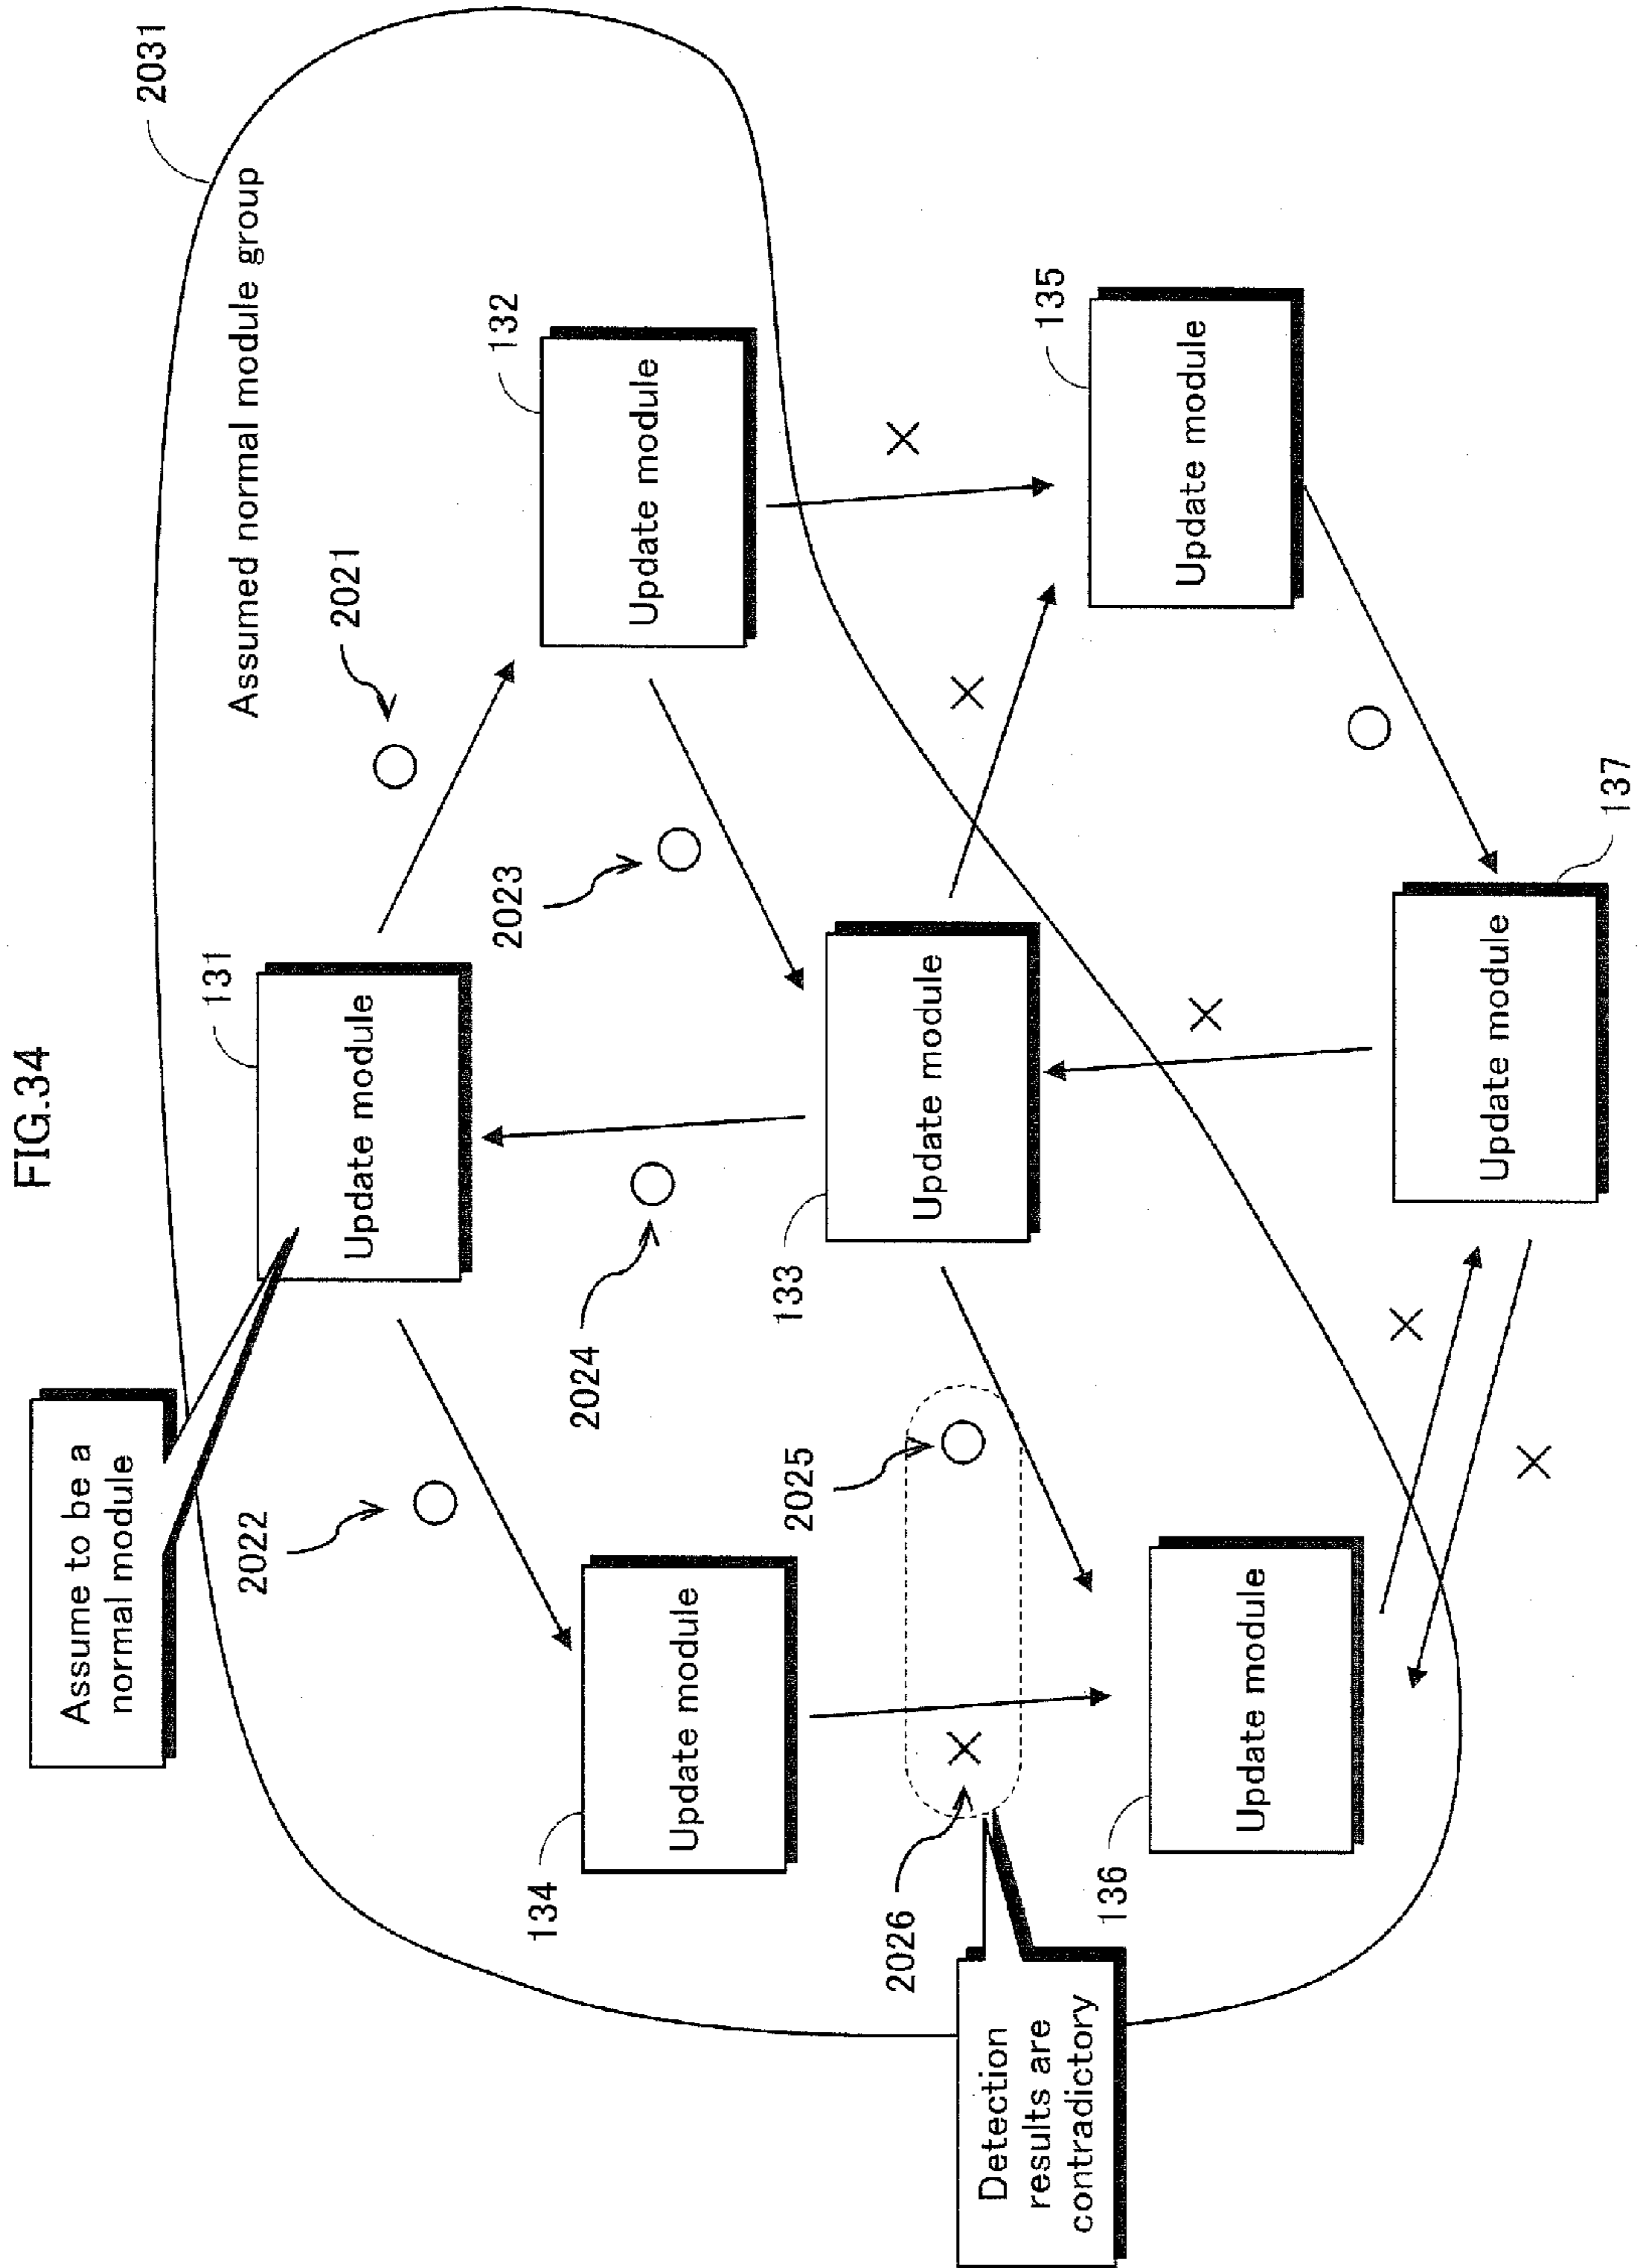 FIG.34
Assume to be a
normal module
131
Update module
Assumed normal module group
2031
2022
2021
2024
2023
132
Update module
134
Update module
133
Update module
2025
2026
Detection
results are
contradictory
136
Update module
135
Update module
137
Update module